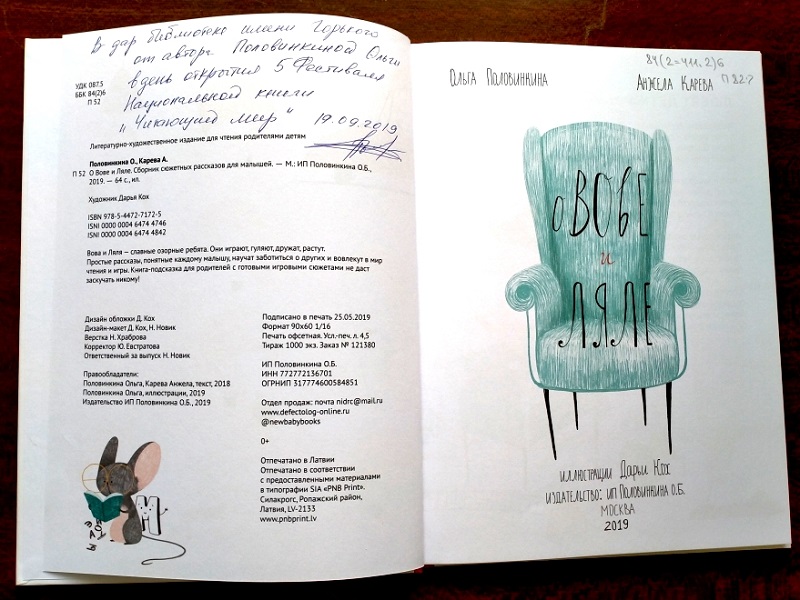 В дар библиотеке имени Горького
от автора Половинкиной Ольги
в день открытия 5 Фестиваля
Национальной книги
"Читающий мир" 19.09.2019
УДК 087.5
ББК 84(2)6
П 52
Литературно-художественное издание для чтения родителями детям
Половинкина О., Карева А.
П 52 О Вове и Ляле. Сборник сюжетных рассказов для малышей. — М.: ИП Половинкина О.Б.,
2019. — 64 с., ил.
Художник Дарья Кох
ISBN 978-5-4472-7172-5
ISNI 0000 0004 6474 4746
ISNI 0000 0004 6474 4842
Вова и Ляля — славные озорные ребята. Они играют, гуляют, дружат, растут.
Простые рассказы, понятные каждому малышу, научат заботиться о других и вовлекут в мир
чтения и игры. Книга-подсказка для родителей с готовыми игровыми сюжетами не даст
заскучать никому!
Дизайн обложки Д. Кох
Дизайн-макет Д. Кох, Н. Новик
Верстка Н. Храброва
Корректор Ю. Евстратова
Ответственный за выпуск Н. Новик
Правообладатели:
Половинкина Ольга, Карева Анжела, текст, 2018
Половинкина Ольга, иллюстрации, 2019
Издательство ИП Половинкина О.Б., 2019
Подписано в печать 25.05.2019
Формат 90х60 1/16
Печать офсетная. Усл.-печ. л. 4,5
Тираж 1000 экз. Заказ № 121380
ИП Половинкина О.Б.
ИНН 772772136701
ОГРНИП 317774600584851
Отдел продаж: почта nidrc@mail.ru
www.defectolog-online.ru
@newbabybooks
0+
Отпечатано в Латвии
Отпечатано в соответствии
с предоставленными материалами
в типографии SIA «PNB Print».
Силакрогс, Ропажский район,
Латвия, LV-2133
www.pnbprint.lv
М
84(2=411.2)6
Ольга Половинкина
Анжела Карева
о ВОВЕ
и
ЛЯЛЕ
иллюстрации Дарьи Кох
издательство: ИП Половинкина О.Б.
МОСКВА
2019